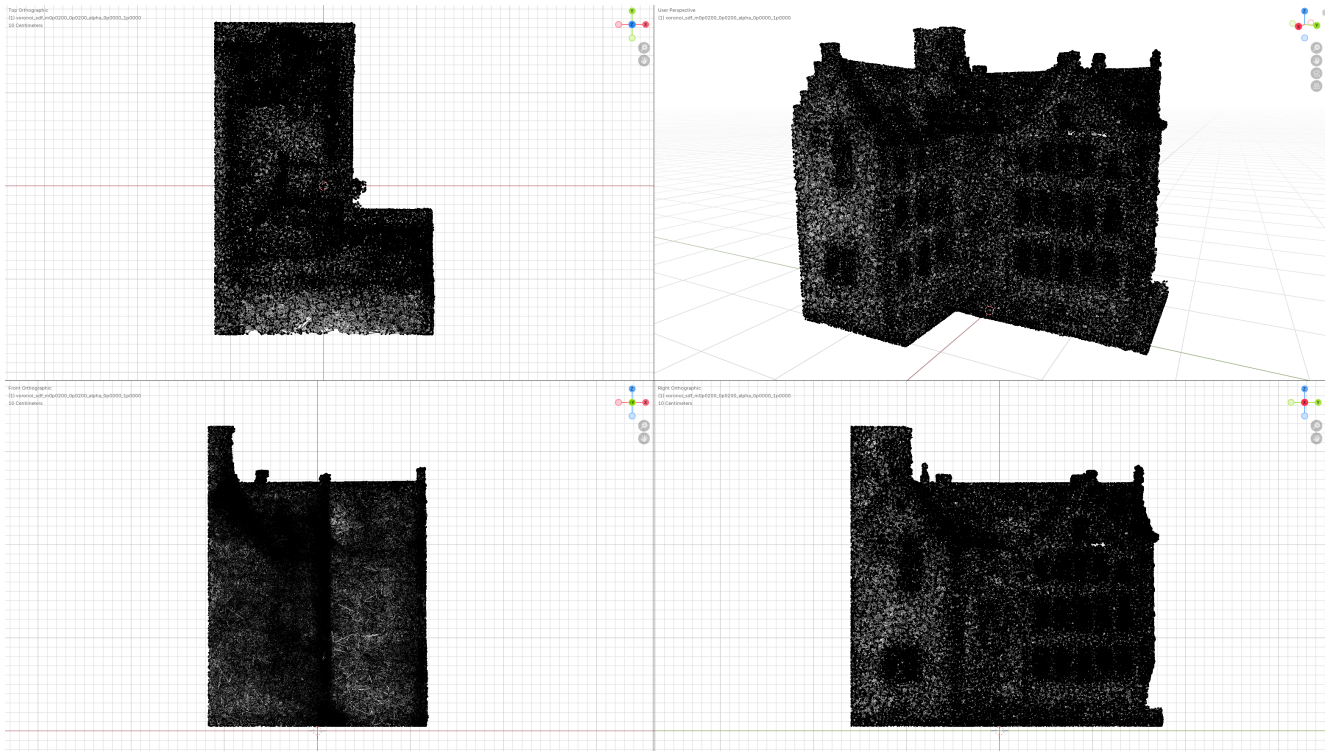 Top Orthographic
(1) voronoi_sdf_m0p0200_0p0200_alpha_0p0000_1p0000
10 Centimeters
User Perspective
(1) voronoi_sdf_m0p0200_0p0200_alpha_0p0000_1p0000
Front Orthographic
(1) voronoi_sdf_m0p0200_0p0200_alpha_0p0000_1p0000
10 Centimeters
Right Orthographic
(1) voronoi_sdf_m0p0200_0p0200_alpha_0p0000_1p0000
10 Centimeters